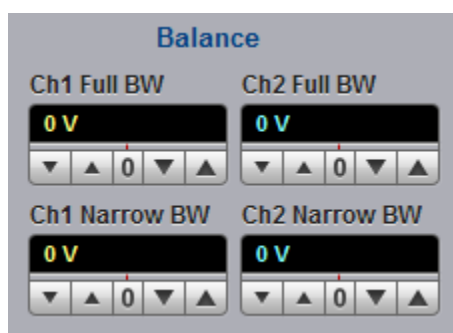 Balance
Ch1 Full BW Ch2 Full BW
0 V 0 V
0 0
Ch1 Narrow BW Ch2 Narrow BW
0 V 0 V
0 0